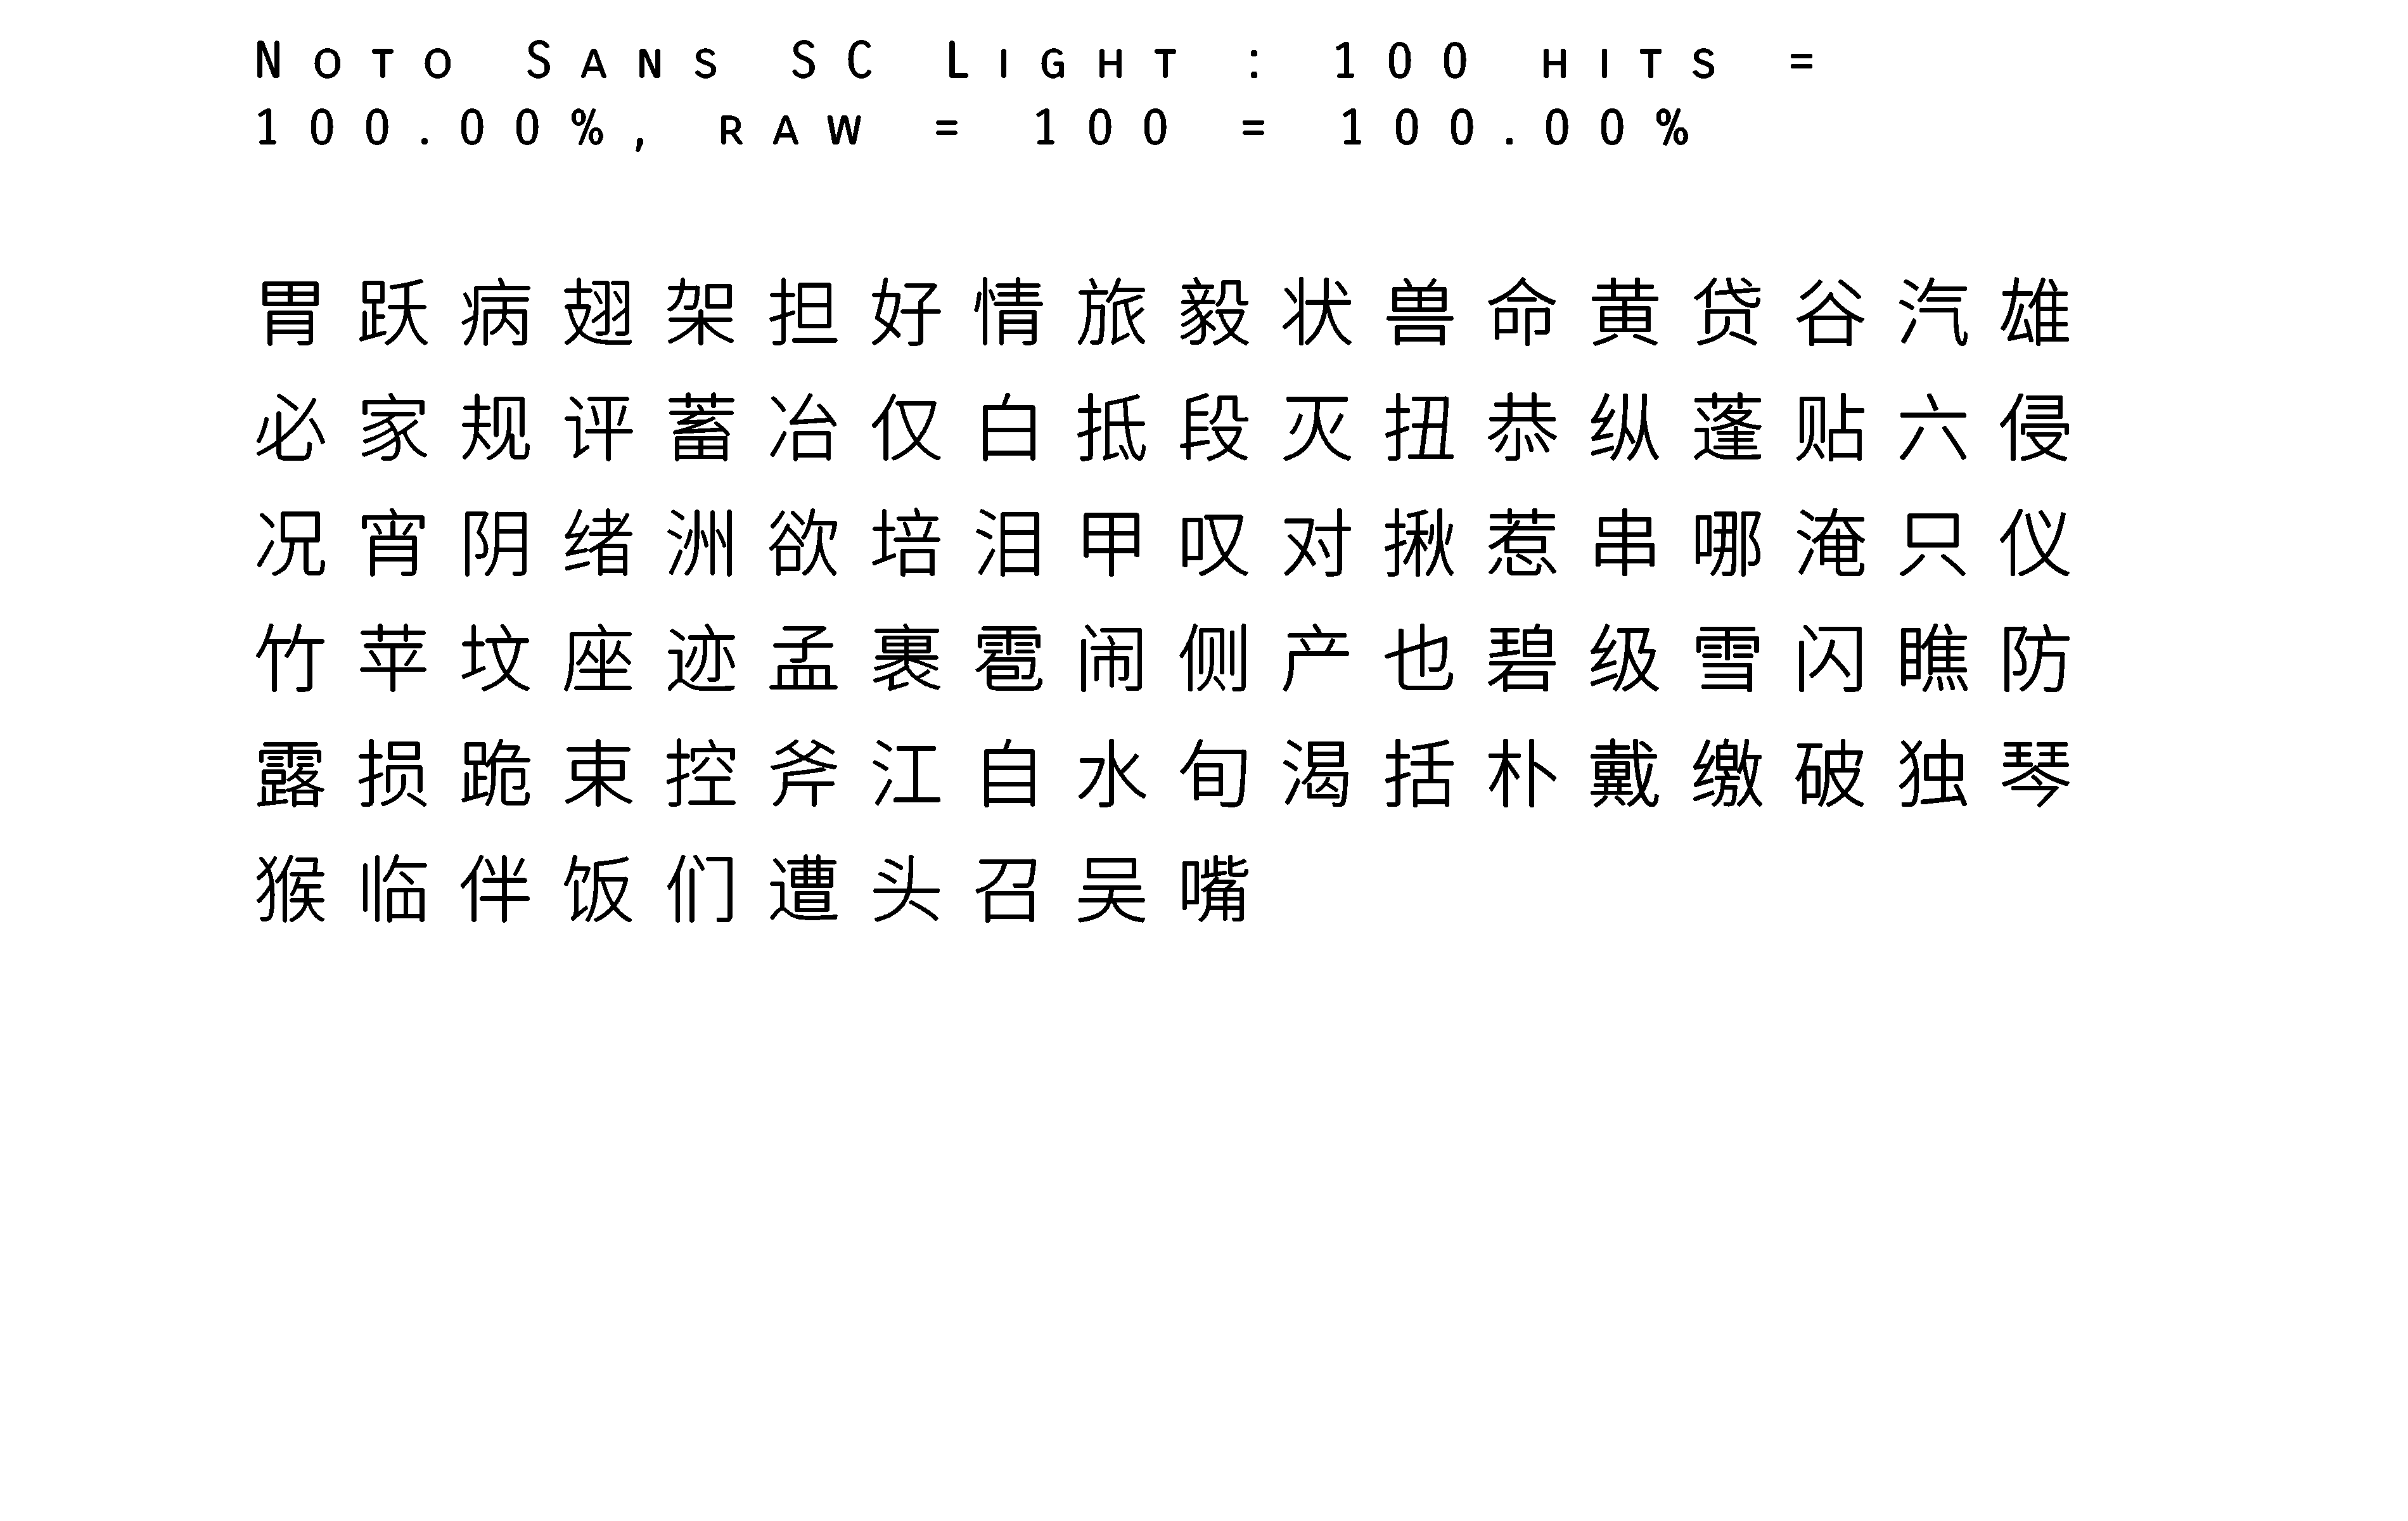 Noto Sans SC Light : 100 hits =
100.00%, raw = 100 = 100.00%
胃跃病翅架担好情旅毅状兽命黄贷谷汽雄
必家规评蓄冶仅白抵段灭扭恭纵蓬贴六侵
况宵阴绪洲欲培泪甲叹对揪惹串哪淹只仪
竹苹坟座迹孟裹雹闹侧产也碧级雪闪瞧防
露损跪束控斧江自水旬渴括朴戴缴破独琴
猴临伴饭们遭头召吴嘴